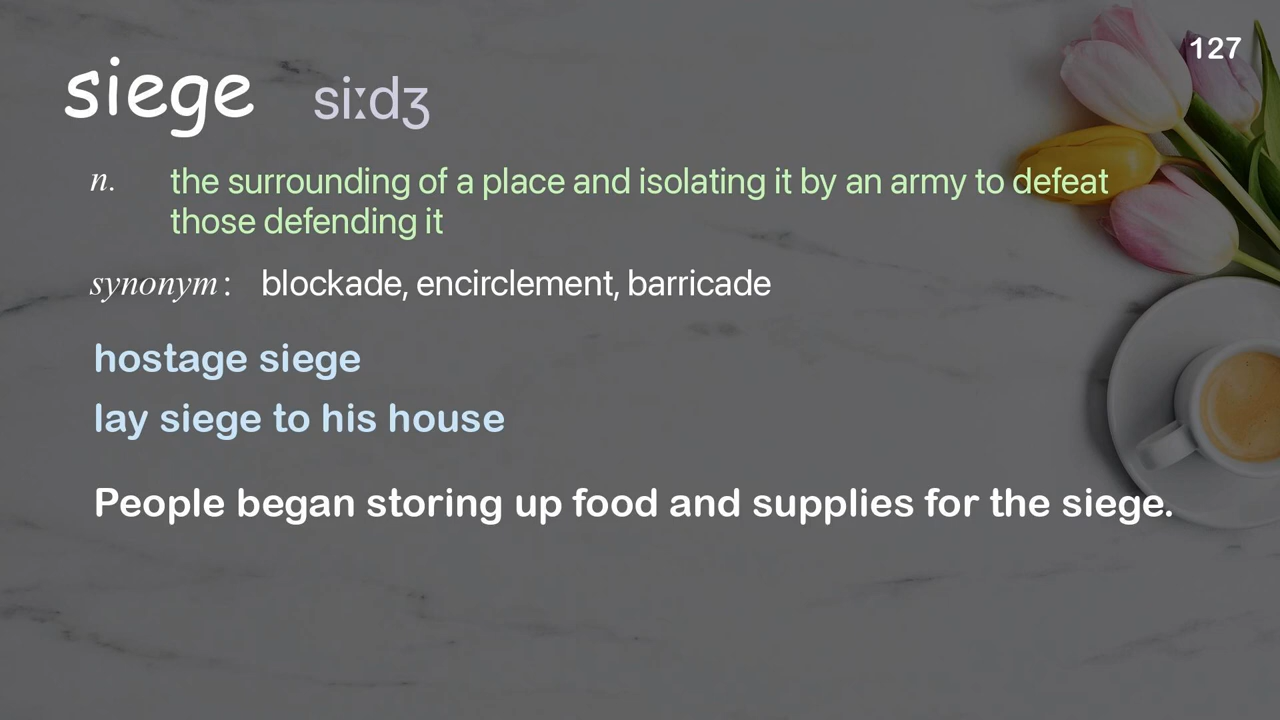 127
siege siːdʒ
n. the surrounding of a place and isolating it by an army to defeat
those defending it
synonym: blockade, encirclement, barricade
hostage siege
lay siege to his house
People began storing up food and supplies for the siege.